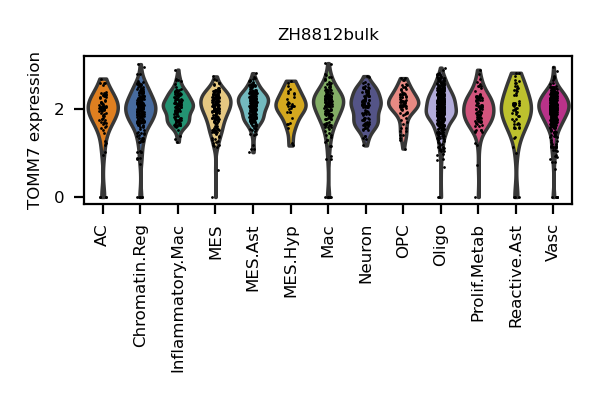 ZH8812bulk
TOMM7 expression
2
0
AC
Chromatin.Reg
Inflammatory.Mac
MES
MES.Ast
MES.Hyp
Mac
Neuron
OPC
Oligo
Prolif.Metab
Reactive.Ast
Vasc